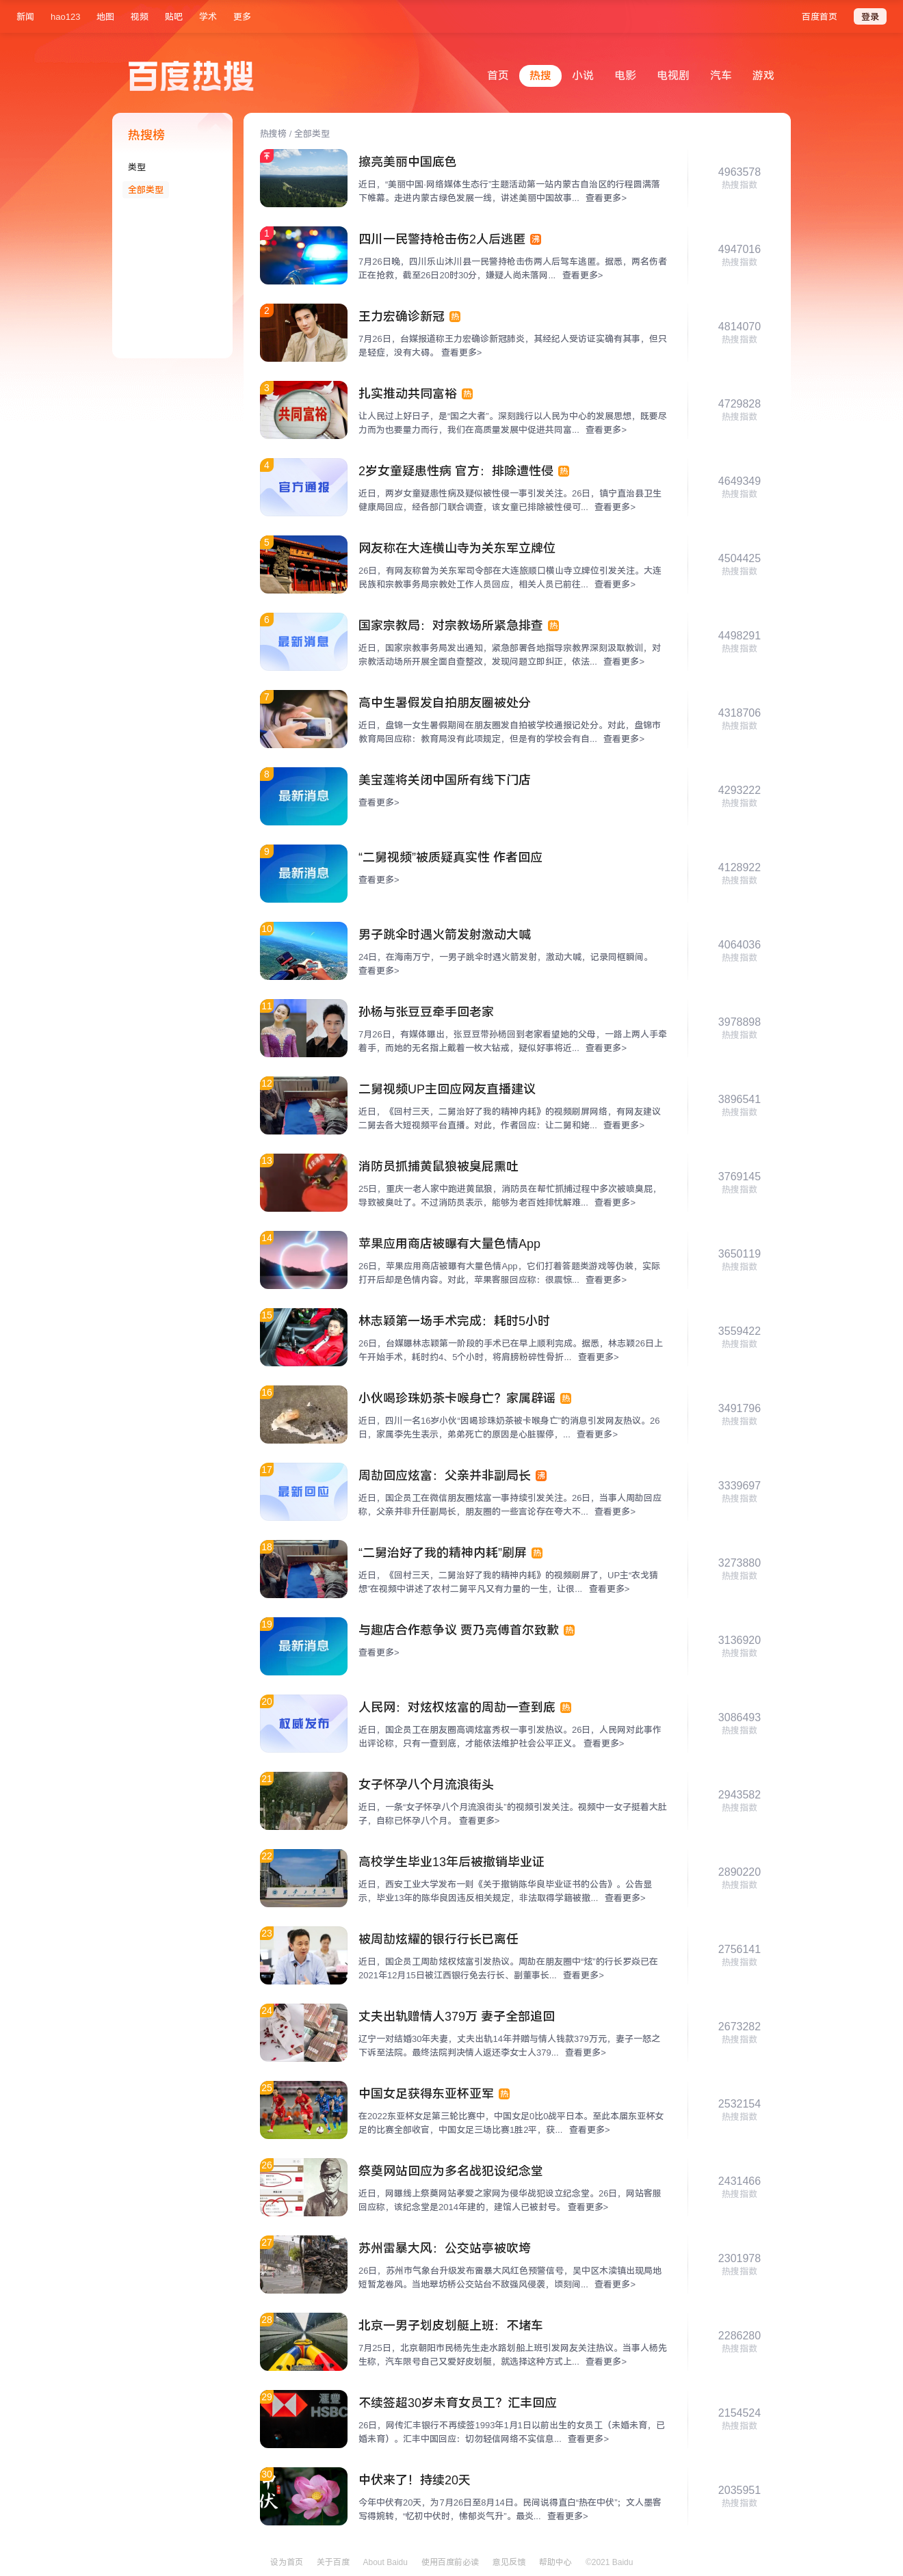 新闻 hao123 地图 视频 贴吧 学术 更多 百度首页 登录
百度热搜
首页 热搜 小说 电影 电视剧 汽车 游戏
热搜榜
类型
全部类型
热搜榜 / 全部类型
擦亮美丽中国底色
近日，“美丽中国·网络媒体生态行”主题活动第一站内蒙古自治区的行程圆满落
下帷幕。走进内蒙古绿色发展一线，讲述美丽中国故事... 查看更多>
4963578
热搜指数
1
四川一民警持枪击伤2人后逃匿 沸
7月26日晚，四川乐山沐川县一民警持枪击伤两人后驾车逃匿。据悉，两名伤者
正在抢救，截至26日20时30分，嫌疑人尚未落网... 查看更多>
4947016
热搜指数
2
王力宏确诊新冠 热
7月26日，台媒报道称王力宏确诊新冠肺炎，其经纪人受访证实确有其事，但只
是轻症，没有大碍。 查看更多>
4814070
热搜指数
3
共同富裕
扎实推动共同富裕 热
让人民过上好日子，是“国之大者”。深刻践行以人民为中心的发展思想，既要尽
力而为也要量力而行，我们在高质量发展中促进共同富... 查看更多>
4729828
热搜指数
4
官方通报
2岁女童疑患性病 官方：排除遭性侵 热
近日，两岁女童疑患性病及疑似被性侵一事引发关注。26日，镇宁直治县卫生
健康局回应，经各部门联合调查，该女童已排除被性侵可... 查看更多>
4649349
热搜指数
5
网友称在大连横山寺为关东军立牌位
26日，有网友称曾为关东军司令部在大连旅顺口横山寺立牌位引发关注。大连
民族和宗教事务局宗教处工作人员回应，相关人员已前往... 查看更多>
4504425
热搜指数
6
最新消息
国家宗教局：对宗教场所紧急排查 热
近日，国家宗教事务局发出通知，紧急部署各地指导宗教界深刻汲取教训，对
宗教活动场所开展全面自查整改，发现问题立即纠正，依法... 查看更多>
4498291
热搜指数
7
高中生暑假发自拍朋友圈被处分
近日，盘锦一女生暑假期间在朋友圈发自拍被学校通报记处分。对此，盘锦市
教育局回应称：教育局没有此项规定，但是有的学校会有自... 查看更多>
4318706
热搜指数
8
最新消息
美宝莲将关闭中国所有线下门店
查看更多>
4293222
热搜指数
9
最新消息
“二舅视频”被质疑真实性 作者回应
查看更多>
4128922
热搜指数
10
男子跳伞时遇火箭发射激动大喊
24日，在海南万宁，一男子跳伞时遇火箭发射，激动大喊，记录同框瞬间。
查看更多>
4064036
热搜指数
11
孙杨与张豆豆牵手回老家
7月26日，有媒体曝出，张豆豆带孙杨回到老家看望她的父母，一路上两人手牵
着手，而她的无名指上戴着一枚大钻戒，疑似好事将近... 查看更多>
3978898
热搜指数
12
二舅视频UP主回应网友直播建议
近日，《回村三天，二舅治好了我的精神内耗》的视频刷屏网络，有网友建议
二舅去各大短视频平台直播。对此，作者回应：让二舅和姥... 查看更多>
3896541
热搜指数
13
消防员抓捕黄鼠狼被臭屁熏吐
25日，重庆一老人家中跑进黄鼠狼，消防员在帮忙抓捕过程中多次被喷臭屁，
导致被臭吐了。不过消防员表示，能够为老百姓排忧解难... 查看更多>
3769145
热搜指数
14
苹果应用商店被曝有大量色情App
26日，苹果应用商店被曝有大量色情App，它们打着答题类游戏等伪装，实际
打开后却是色情内容。对此，苹果客服回应称：很震惊... 查看更多>
3650119
热搜指数
15
林志颖第一场手术完成：耗时5小时
26日，台媒曝林志颖第一阶段的手术已在早上顺利完成。据悉，林志颖26日上
午开始手术，耗时约4、5个小时，将肩膀粉碎性骨折... 查看更多>
3559422
热搜指数
16
小伙喝珍珠奶茶卡喉身亡？家属辟谣 热
近日，四川一名16岁小伙“因喝珍珠奶茶被卡喉身亡”的消息引发网友热议。26
日，家属李先生表示，弟弟死亡的原因是心脏骤停，... 查看更多>
3491796
热搜指数
17
最新回应
周劼回应炫富：父亲并非副局长 沸
近日，国企员工在微信朋友圈炫富一事持续引发关注。26日，当事人周劼回应
称，父亲并非升任副局长，朋友圈的一些言论存在夸大不... 查看更多>
3339697
热搜指数
18
“二舅治好了我的精神内耗”刷屏 热
近日，《回村三天，二舅治好了我的精神内耗》的视频刷屏了，UP主“衣戈猜
想”在视频中讲述了农村二舅平凡又有力量的一生，让很... 查看更多>
3273880
热搜指数
19
最新消息
与趣店合作惹争议 贾乃亮傅首尔致歉 热
查看更多>
3136920
热搜指数
20
权威发布
人民网：对炫权炫富的周劼一查到底 热
近日，国企员工在朋友圈高调炫富秀权一事引发热议。26日，人民网对此事作
出评论称，只有一查到底，才能依法维护社会公平正义。 查看更多>
3086493
热搜指数
21
女子怀孕八个月流浪街头
近日，一条“女子怀孕八个月流浪街头”的视频引发关注。视频中一女子挺着大肚
子，自称已怀孕八个月。 查看更多>
2943582
热搜指数
22
高校学生毕业13年后被撤销毕业证
近日，西安工业大学发布一则《关于撤销陈华良毕业证书的公告》。公告显
示，毕业13年的陈华良因违反相关规定，非法取得学籍被撤... 查看更多>
2890220
热搜指数
23
被周劼炫耀的银行行长已离任
近日，国企员工周劼炫权炫富引发热议。周劼在朋友圈中“炫”的行长罗焱已在
2021年12月15日被江西银行免去行长、副董事长... 查看更多>
2756141
热搜指数
24
丈夫出轨赠情人379万 妻子全部追回
辽宁一对结婚30年夫妻，丈夫出轨14年并赠与情人钱款379万元，妻子一怒之
下诉至法院。最终法院判决情人返还李女士人379... 查看更多>
2673282
热搜指数
25
中国女足获得东亚杯亚军 热
在2022东亚杯女足第三轮比赛中，中国女足0比0战平日本。至此本届东亚杯女
足的比赛全部收官，中国女足三场比赛1胜2平，获... 查看更多>
2532154
热搜指数
26
祭奠网站回应为多名战犯设纪念堂
近日，网曝线上祭奠网站孝爱之家网为侵华战犯设立纪念堂。26日，网站客服
回应称，该纪念堂是2014年建的，建馆人已被封号。 查看更多>
2431466
热搜指数
27
苏州雷暴大风：公交站亭被吹垮
26日，苏州市气象台升级发布雷暴大风红色预警信号，吴中区木渎镇出现局地
短暂龙卷风。当地翠坊桥公交站台不敌强风侵袭，顷刻间... 查看更多>
2301978
热搜指数
28
北京一男子划皮划艇上班：不堵车
7月25日，北京朝阳市民杨先生走水路划船上班引发网友关注热议。当事人杨先
生称，汽车限号自己又爱好皮划艇，就选择这种方式上... 查看更多>
2286280
热搜指数
29
滙豐
HSBC
不续签超30岁未育女员工？汇丰回应
26日，网传汇丰银行不再续签1993年1月1日以前出生的女员工（未婚未育，已
婚未育）。汇丰中国回应：切勿轻信网络不实信息... 查看更多>
2154524
热搜指数
30
中伏
中伏来了！持续20天
今年中伏有20天，为7月26日至8月14日。民间说得直白“热在中伏”；文人墨客
写得婉转，“忆初中伏时，怫郁炎气升”。最炎... 查看更多>
2035951
热搜指数
设为首页 关于百度 About Baidu 使用百度前必读 意见反馈 帮助中心 ©2021 Baidu